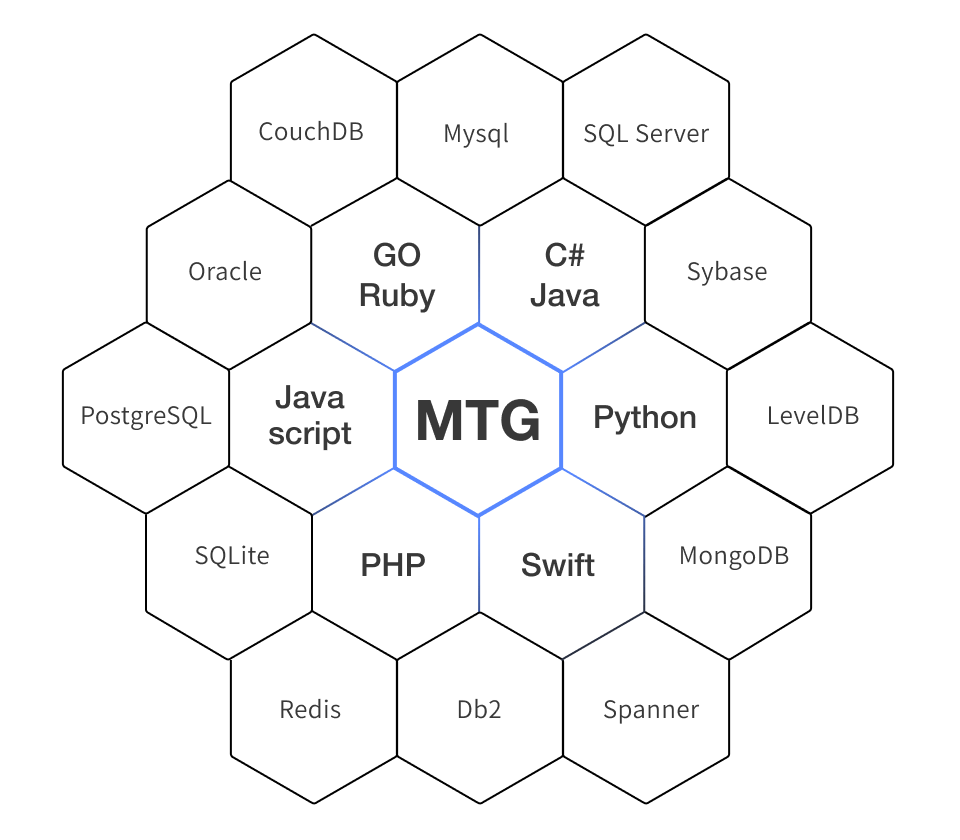 CouchDB
Mysql
SQL Server
Oracle
GO
Ruby
C#
Java
Sybase
PostgreSQL
Java
script
MTG
Python
LevelDB
SQLite
PHP
Swift
MongoDB
Redis
Db2
Spanner